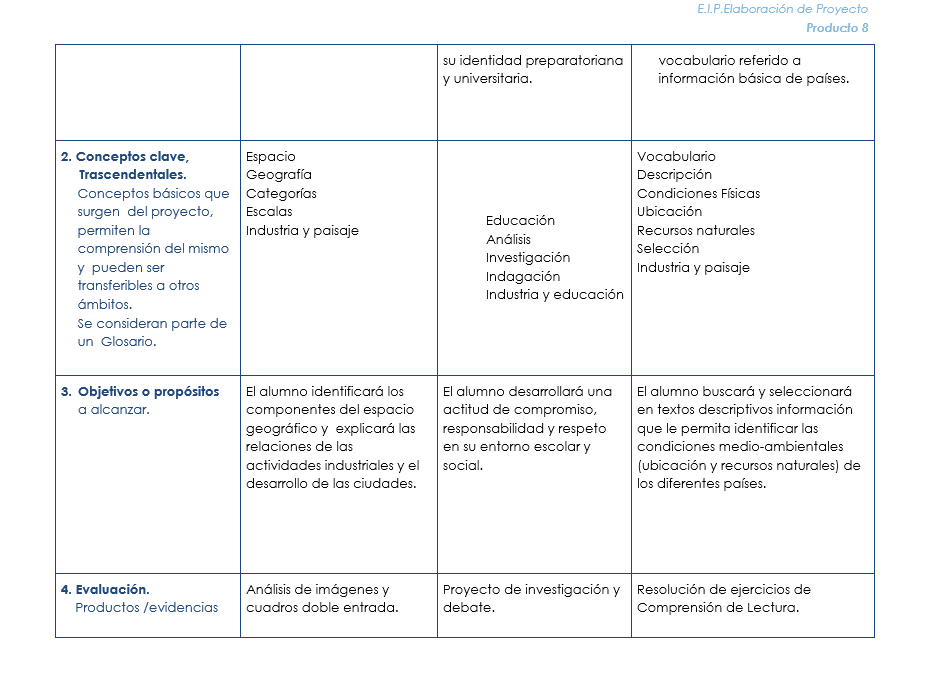 E.I.P.Elaboración de Proyecto
Producto 8
su identidad preparatoriana
y universitaria.
vocabulario referido a
información básica de países.
2. Conceptos clave,
Trascendentales.
Conceptos básicos que
surgen  del proyecto,
permiten la
comprensión del mismo
y  pueden ser
transferibles a otros
ámbitos.
Se consideran parte de
un  Glosario.
Espacio
Geografía
Categorías
Escalas
Industria y paisaje
Educación
Análisis
Investigación
Indagación
Industria y educación
Vocabulario
Descripción
Condiciones Físicas
Ubicación
Recursos naturales
Selección
Industria y paisaje
3.  Objetivos o propósitos
a alcanzar.
El alumno identificará los
componentes del espacio
geográfico y  explicará las
relaciones de las
actividades industriales y el
desarrollo de las ciudades.
El alumno desarrollará una
actitud de compromiso,
responsabilidad y respeto
en su entorno escolar y
social.
El alumno buscará y seleccionará
en textos descriptivos información
que le permita identificar las
condiciones medio-ambientales
(ubicación y recursos naturales) de
los diferentes países.
4. Evaluación.
Productos /evidencias
Análisis de imágenes y
cuadros doble entrada.
Proyecto de investigación y
debate.
Resolución de ejercicios de
Comprensión de Lectura.